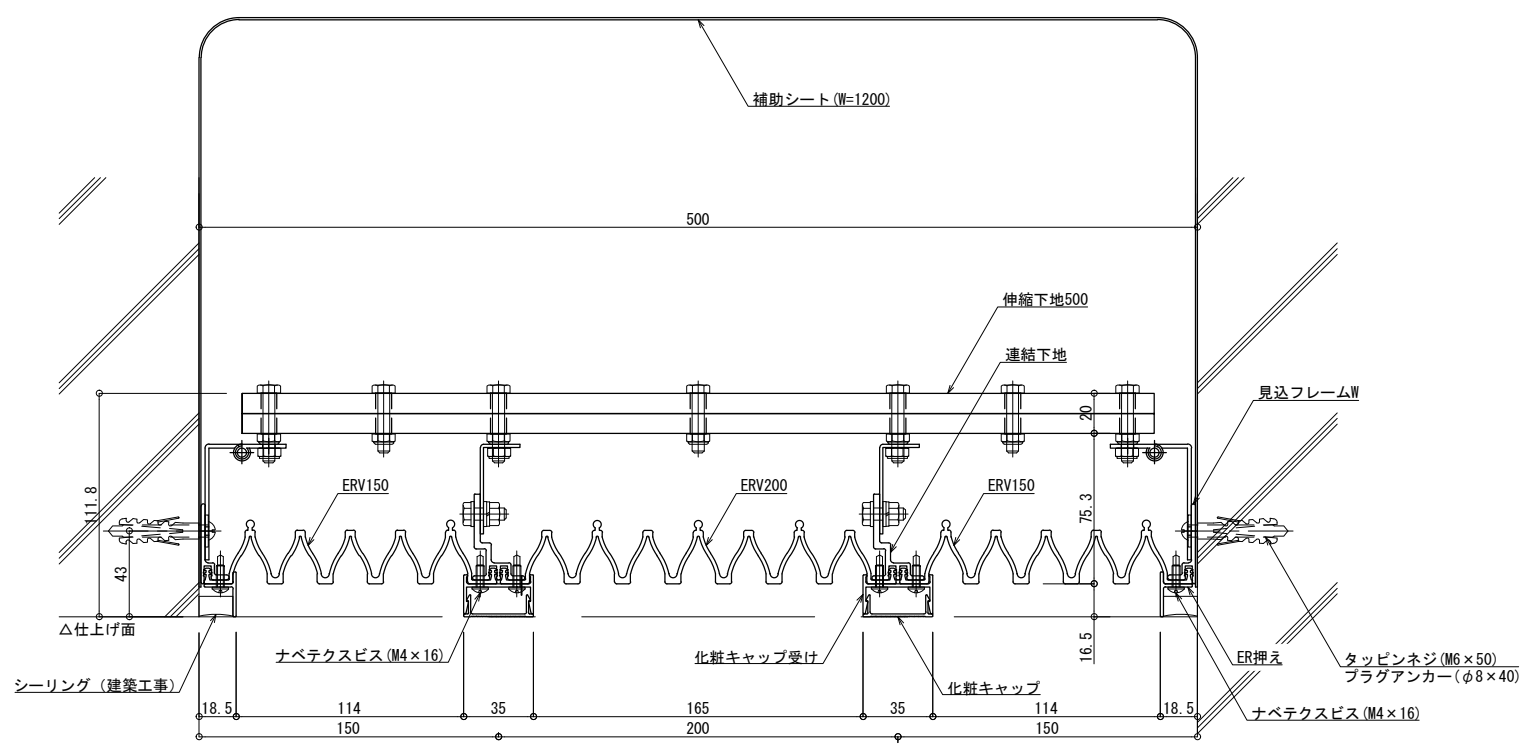 補助シート(W=1200)
500
伸縮下地500
連結下地
見込フレームW
20
ERV150
ERV200
ERV150
111.8
75.3
43
△仕上げ面
16.5
ナベテクスビス(M4×16)
化粧キャップ受け
ER押え
タッピンネジ(M6×50)
プラグアンカー(φ8×40)
シーリング（建築工事）
化粧キャップ
ナベテクスビス(M4×16)
18.5
114
35
165
35
114
18.5
150
200
150